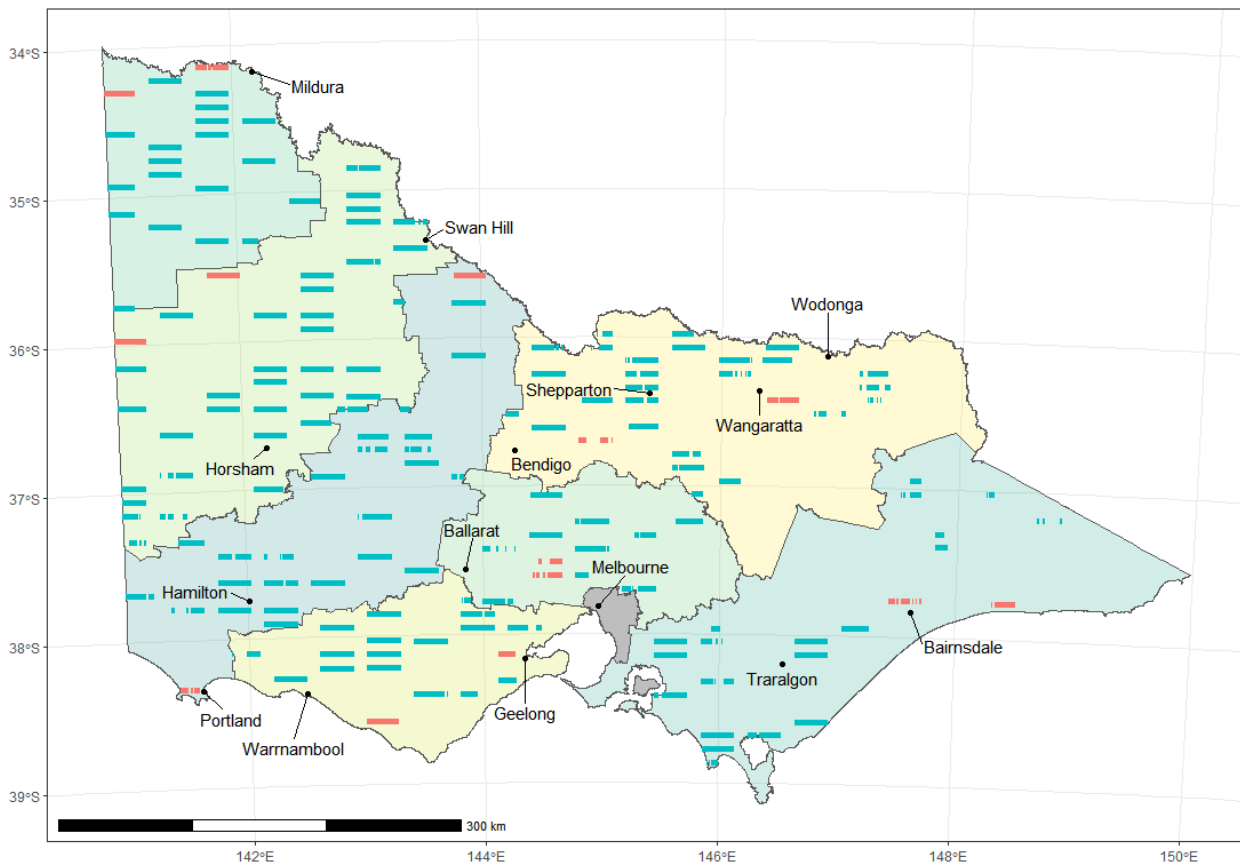 34°S
Mildura
35°S
Swan Hill
Wodonga
36°S
Shepparton
Wangaratta
Horsham
Bendigo
37°S
Ballarat
Melbourne
Hamilton
38°S
Bairnsdale
Traralgon
Portland
Geelong
Warrnambool
39°S
300 km
142°E
144°E
146°E
148°E
150°E